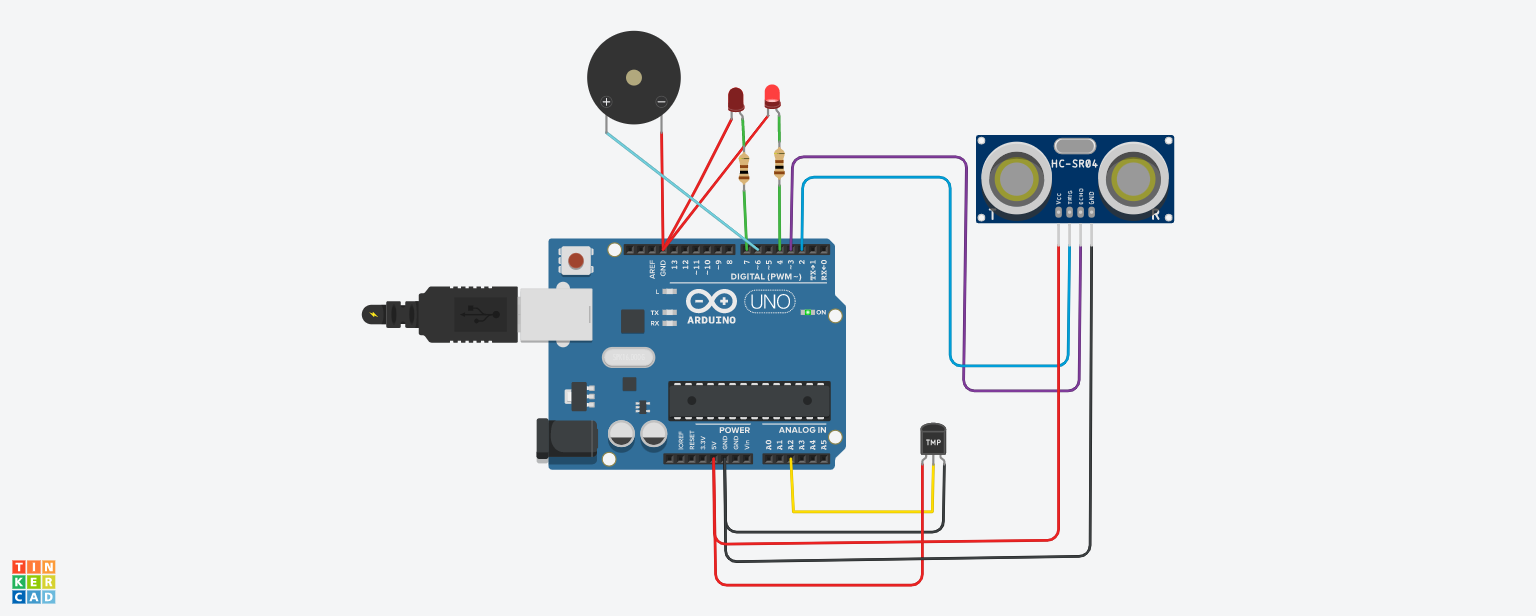 + −
HC-SR04
VCC
TRIG
ECHO
GND
T
R
AREF
GND
13
12
~11
~10
~9
8
7
~6
~5
4
~3
2
TX→1
RX←0
DIGITAL (PWM~)
L
TX
RX
ARDUINO
UNO
ON
POWER
ANALOG IN
IOREF
RESET
3.3V
5V
GND
GND
Vin
A0
A1
A2
A3
A4
A5
TMP
TIN
KER
CAD